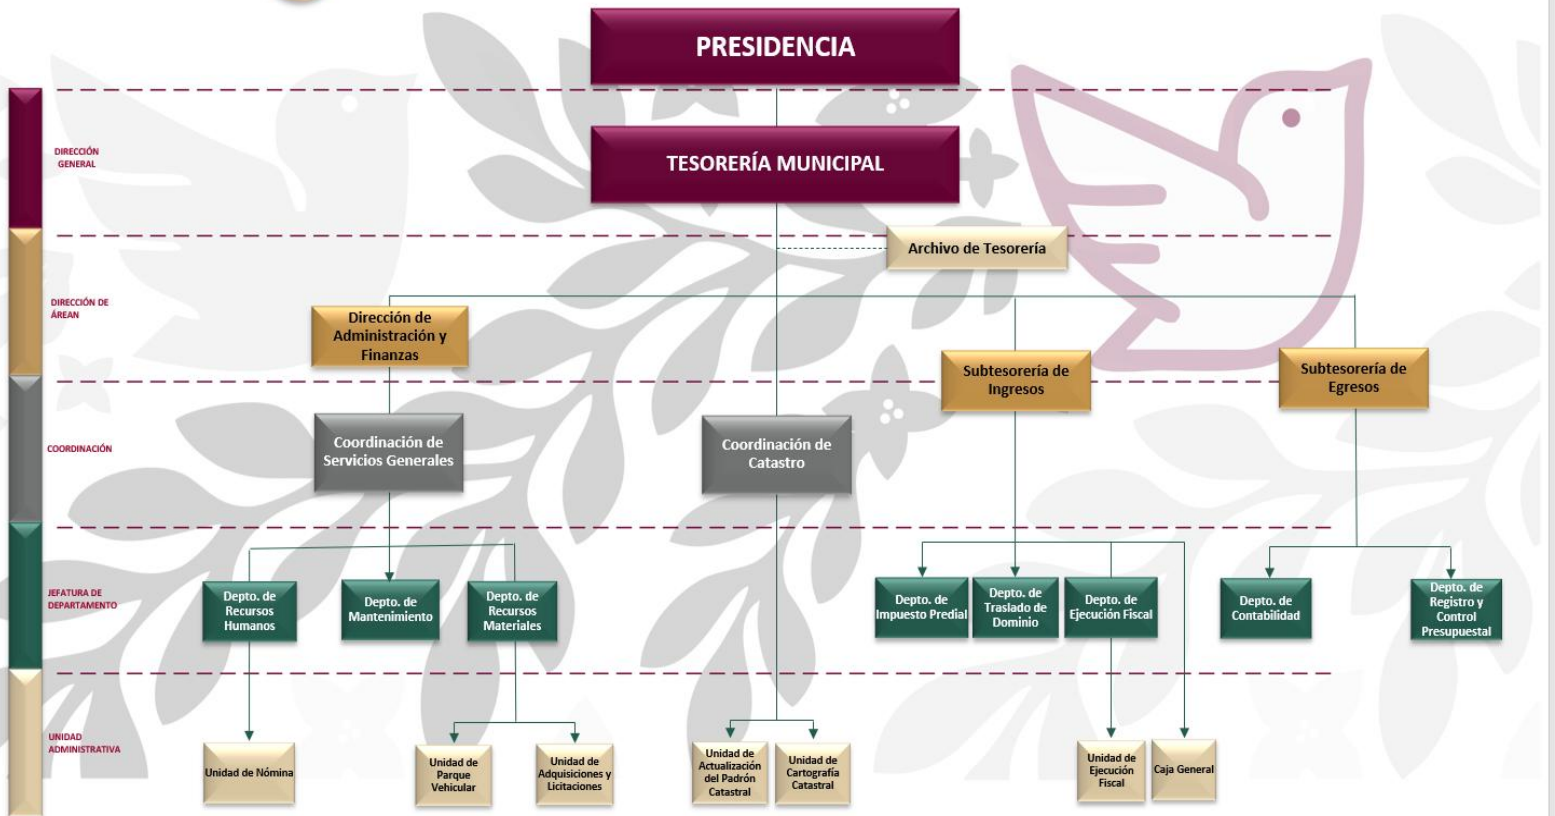 PRESIDENCIA
DIRECCIÓN
GENERAL
TESORERÍA MUNICIPAL
Archivo de Tesorería
DIRECCIÓN DE
ÁREAN
Dirección de
Administración y
Finanzas
Subtesorería de
Ingresos
Subtesorería de
Egresos
COORDINACIÓN
Coordinación de
Servicios Generales
Coordinación de
Catastro
JEFATURA DE
DEPARTAMENTO
Depto. de
Recursos
Humanos
Depto. de
Mantenimiento
Depto. de
Recursos
Materiales
Depto. de
Impuesto Predial
Depto. de
Traslado de
Dominio
Depto. de
Ejecución Fiscal
Depto. de
Contabilidad
Depto. de
Registro y
Control
Presupuestal
UNIDAD
ADMINISTRATIVA
Unidad de Nómina
Unidad de
Parque
Vehicular
Unidad de
Adquisiciones y
Licitaciones
Unidad de
Actualización
del Padrón
Catastral
Unidad de
Cartografía
Catastral
Unidad de
Ejecución
Fiscal
Caja General